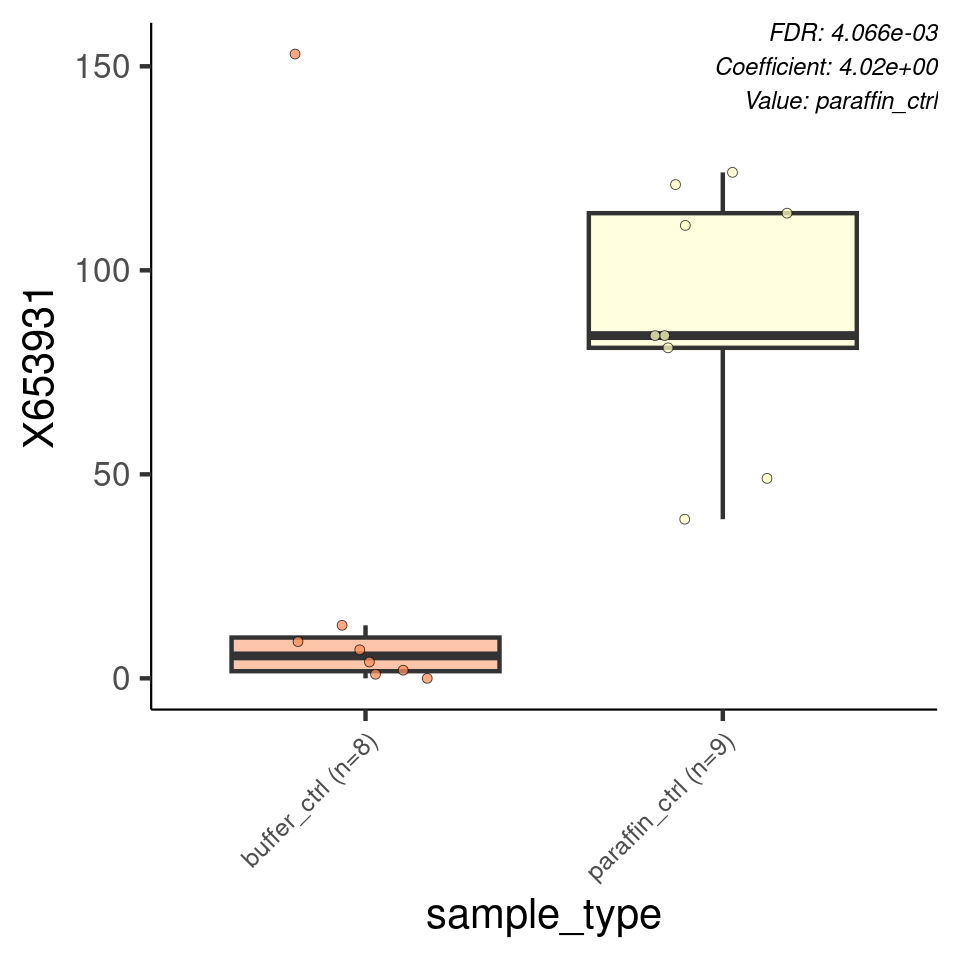 FDR: 4.066e-03
Coefficient: 4.02e+00
Value: paraffin_ctrl
150
100
50
0
X653931
buffer_ctrl (n=8)
paraffin_ctrl (n=9)
sample_type